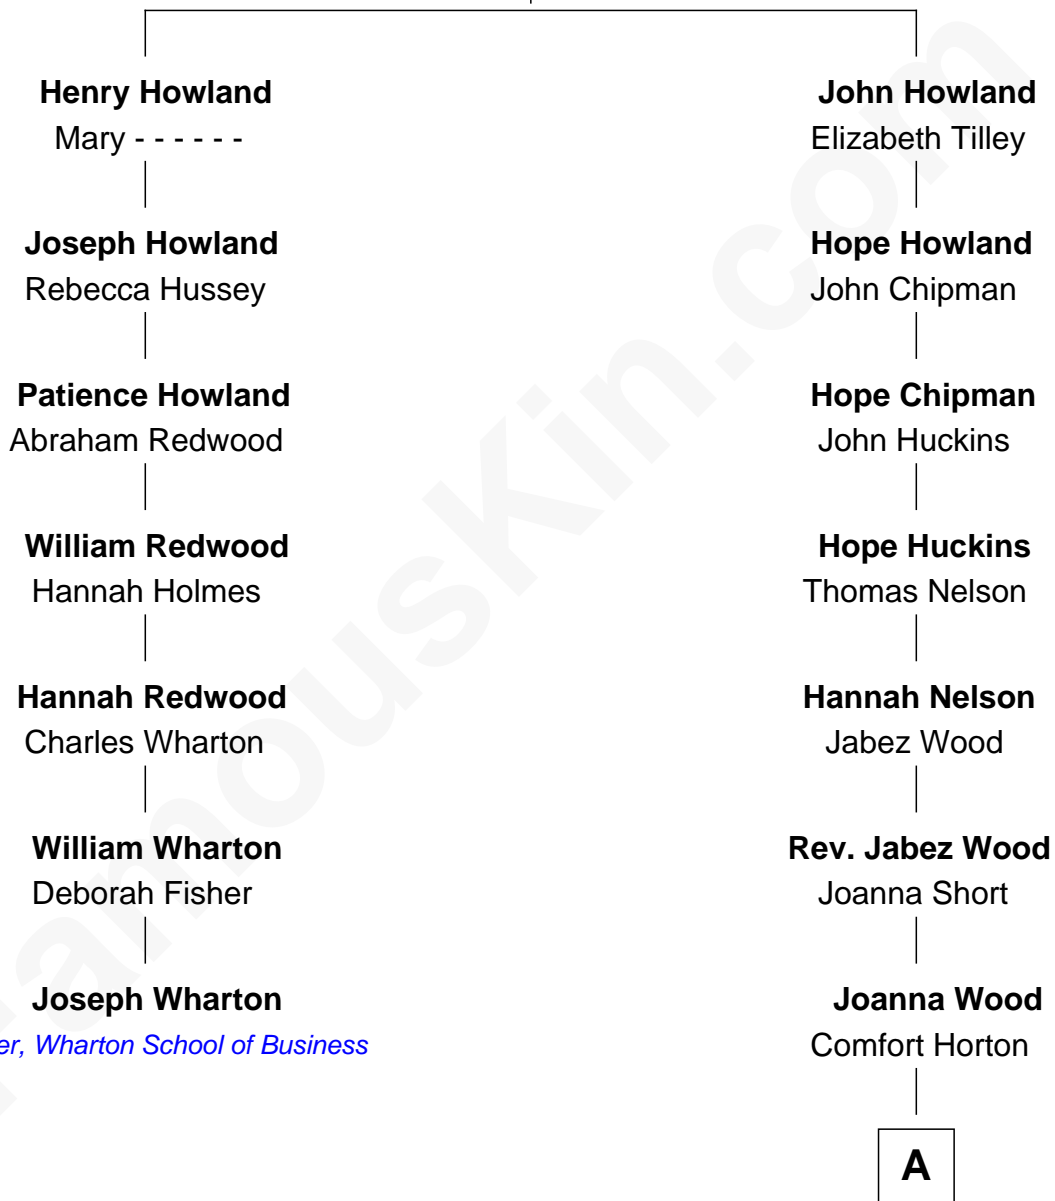 Henry Howland
Mary - - - - - -
Joseph Howland
Rebecca Hussey
Patience Howland
Abraham Redwood
William Redwood
Hannah Holmes
Hannah Redwood
Charles Wharton
William Wharton
Deborah Fisher
Joseph Wharton
er, Wharton School of Business
John Howland
Elizabeth Tilley
Hope Howland
John Chipman
Hope Chipman
John Huckins
Hope Huckins
Thomas Nelson
Hannah Nelson
Jabez Wood
Rev. Jabez Wood
Joanna Short
Joanna Wood
Comfort Horton
A
FamousKin.com